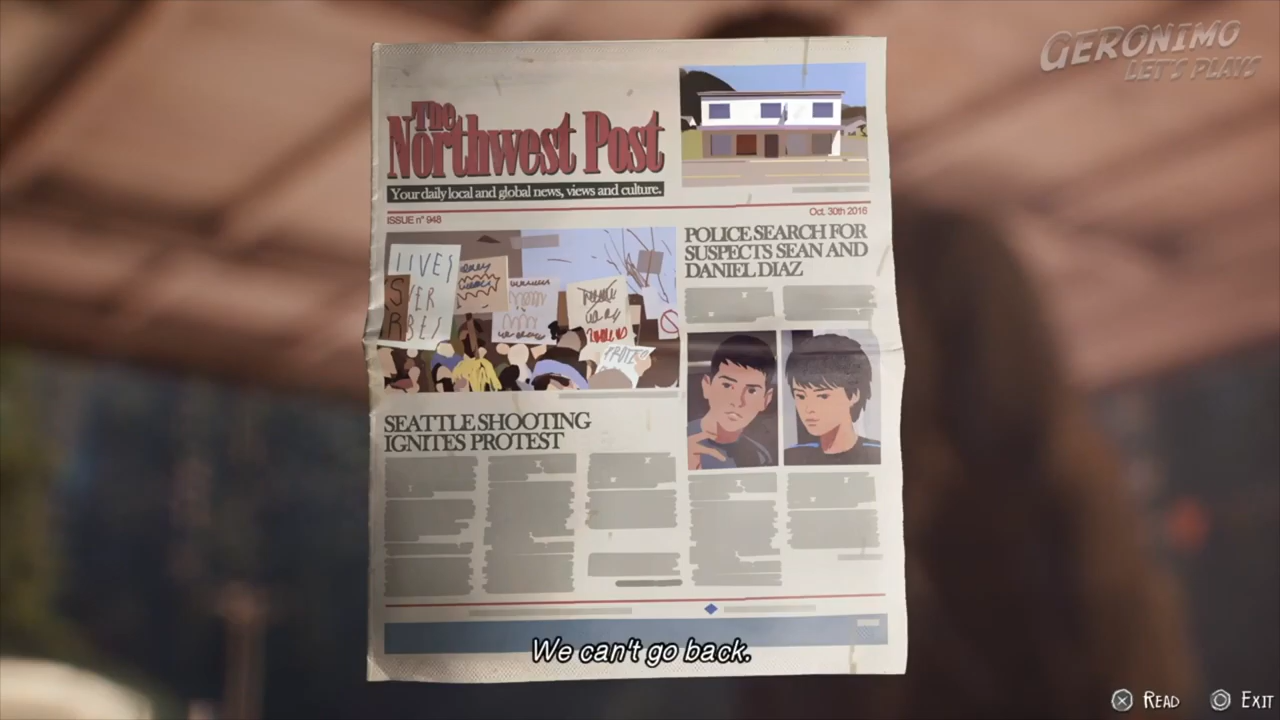 GERONIMO
LET'S PLAYS
The
Northwest Post
Your daily local and global news, views and culture.
ISSUE n° 948
Oct. 30th 2016
LIVES
POLICE SEARCH FOR
SUSPECTS SEAN AND
DANIEL DIAZ
SEATTLE SHOOTING
IGNITES PROTEST
We can't go back.
READ
EXIT